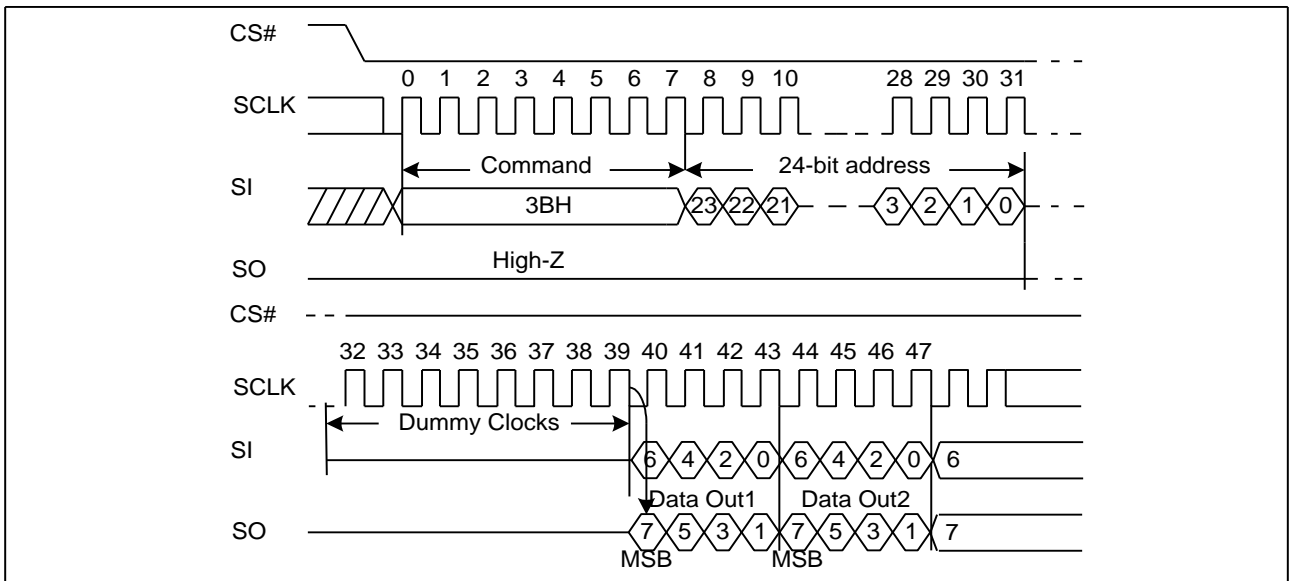 CS#
0 1 2 3 4 5 6 7 8 9 10 28 29 30 31
SCLK
Command 24-bit address
SI
3BH 23 22 21 3 2 1 0
High-Z
SO
CS#
32 33 34 35 36 37 38 39 40 41 42 43 44 45 46 47
SCLK
Dummy Clocks
SI
6 4 2 0 6 4 2 0 6
Data Out1 Data Out2
SO
7 5 3 1 7 5 3 1 7
MSB MSB